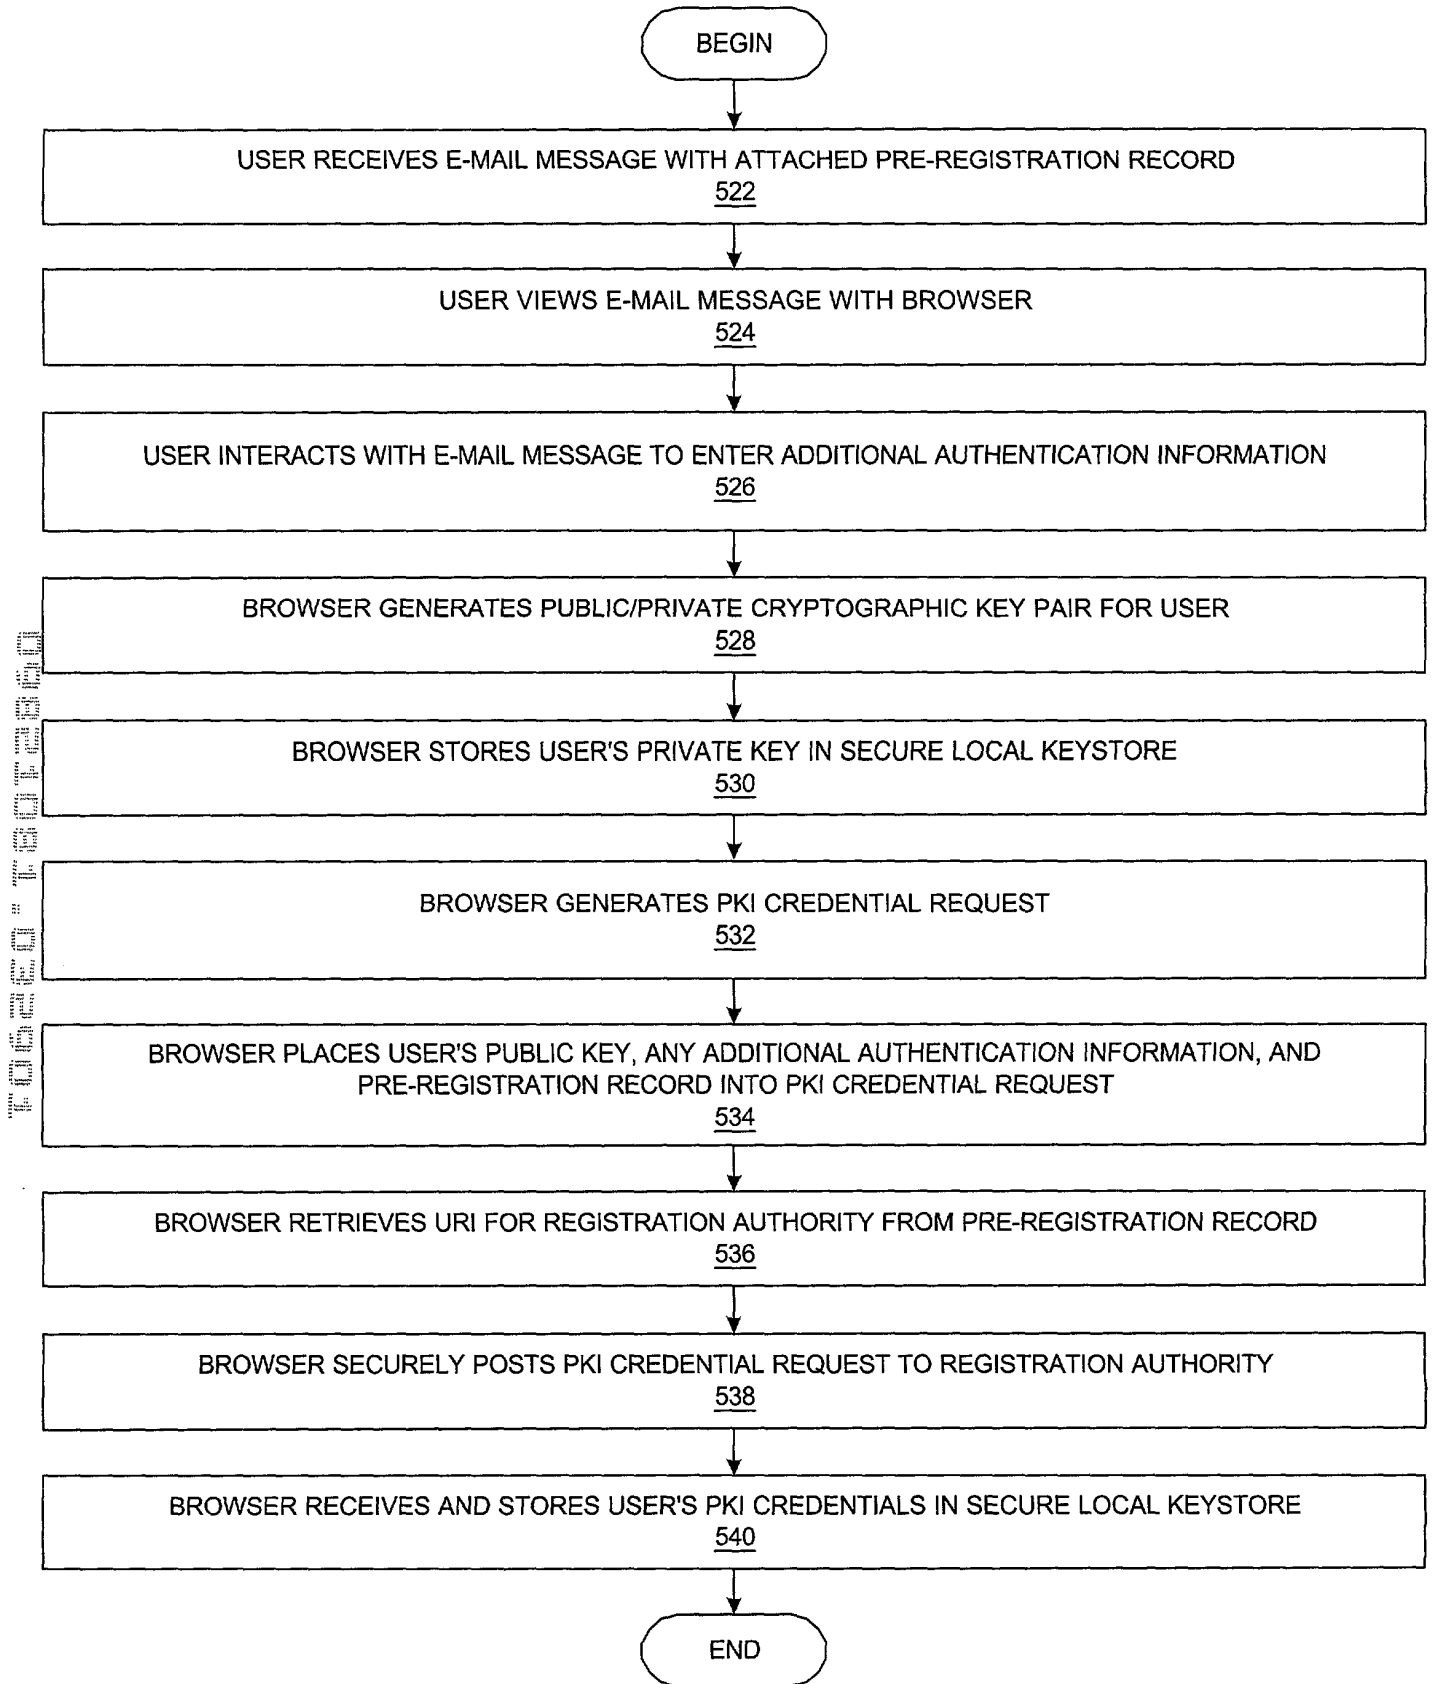 BEGIN
USER RECEIVES E-MAIL MESSAGE WITH ATTACHED PRE-REGISTRATION RECORD
522
USER VIEWS E-MAIL MESSAGE WITH BROWSER
524
USER INTERACTS WITH E-MAIL MESSAGE TO ENTER ADDITIONAL AUTHENTICATION INFORMATION
526
BROWSER GENERATES PUBLIC/PRIVATE CRYPTOGRAPHIC KEY PAIR FOR USER
528
BROWSER STORES USER'S PRIVATE KEY IN SECURE LOCAL KEYSTORE
530
BROWSER GENERATES PKI CREDENTIAL REQUEST
532
BROWSER PLACES USER'S PUBLIC KEY, ANY ADDITIONAL AUTHENTICATION INFORMATION, AND
PRE-REGISTRATION RECORD INTO PKI CREDENTIAL REQUEST
534
BROWSER RETRIEVES URI FOR REGISTRATION AUTHORITY FROM PRE-REGISTRATION RECORD
536
BROWSER SECURELY POSTS PKI CREDENTIAL REQUEST TO REGISTRATION AUTHORITY
538
BROWSER RECEIVES AND STORES USER'S PKI CREDENTIALS IN SECURE LOCAL KEYSTORE
540
END